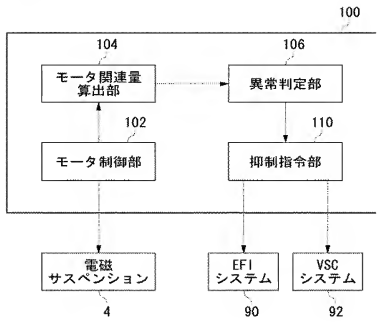 100
104
106
モータ関連量
算出部
異常判定部
102
110
モータ制御部
抑制指令部
電磁
サスペンション
EFI
システム
VSC
システム
4
90
92